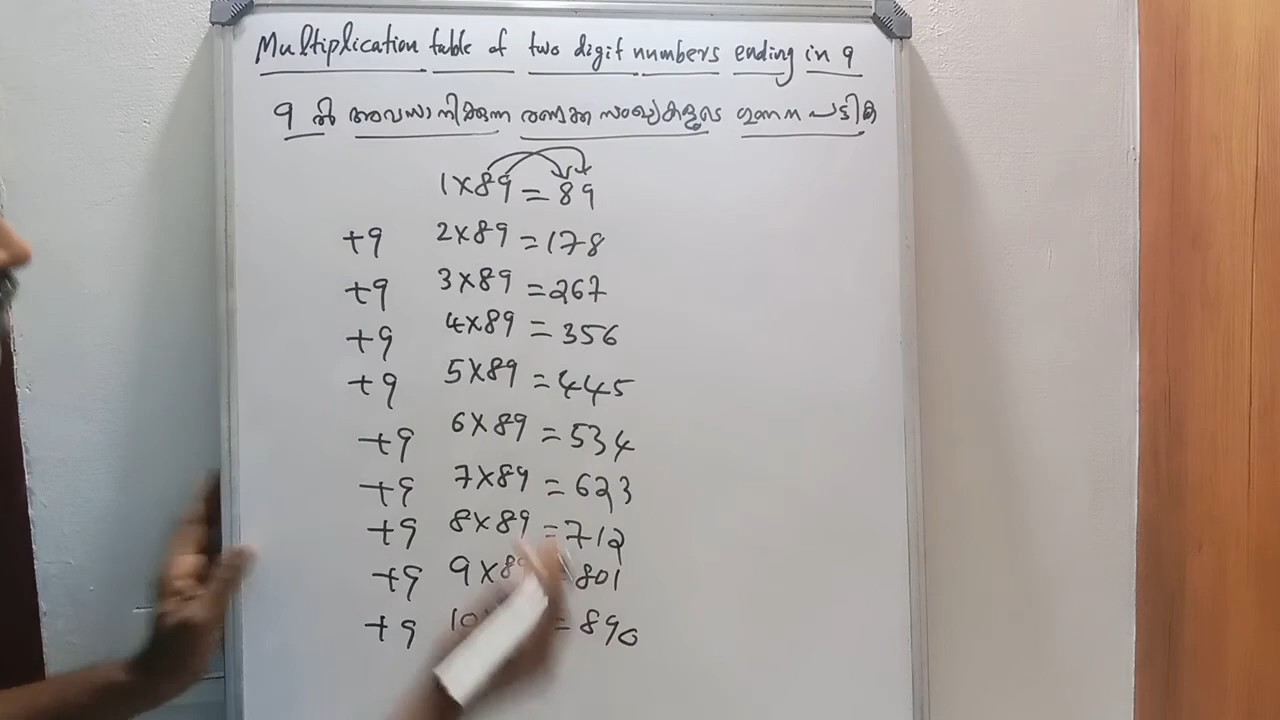 Multiplication table of two digit numbers ending in 9
9 ൽ അവസാനിക്കുന്ന രണ്ടക്ക സംഖ്യകളുടെ ഗുണന പട്ടിക
1×89=89
+9 2×89=178
+9 3×89=267
+9 4×89=356
+9 5×89=445
+9 6×89=534
+9 7×89=623
+9 8×89=712
+9 9×8 =801
+9 10 =890